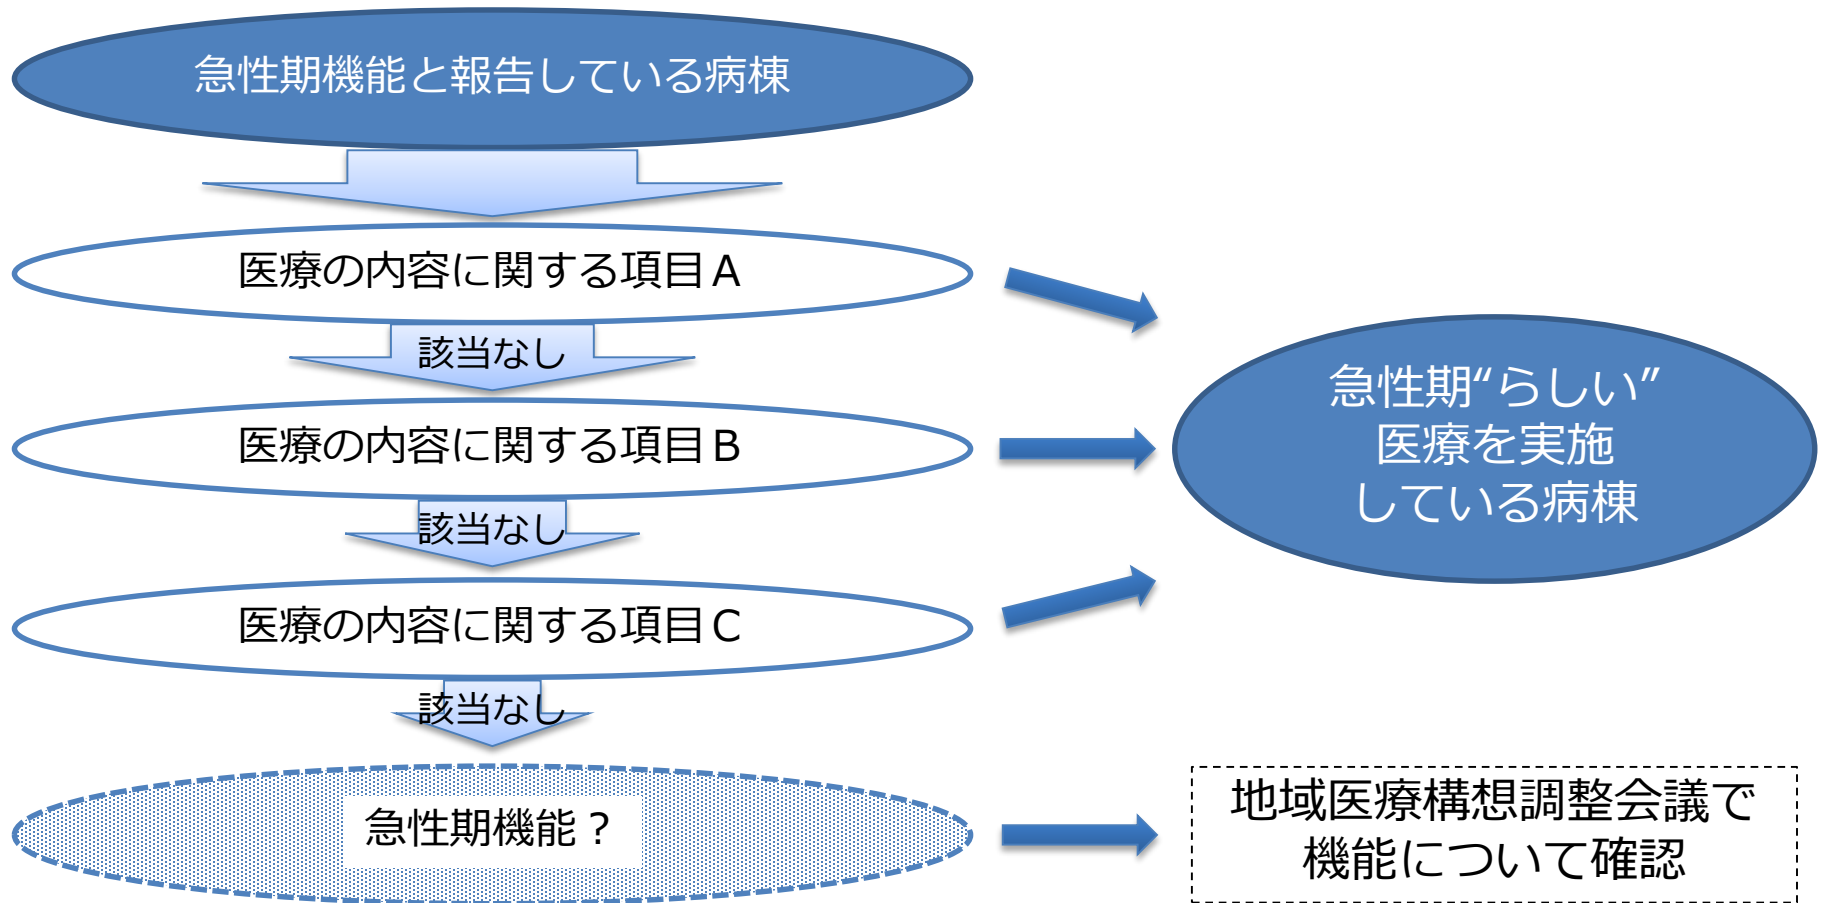 急性期機能と報告している病棟
医療の内容に関する項目A
該当なし
医療の内容に関する項目B
該当なし
医療の内容に関する項目C
該当なし
急性期機能？
急性期“らしい”
医療を実施
している病棟
地域医療構想調整会議で
機能について確認